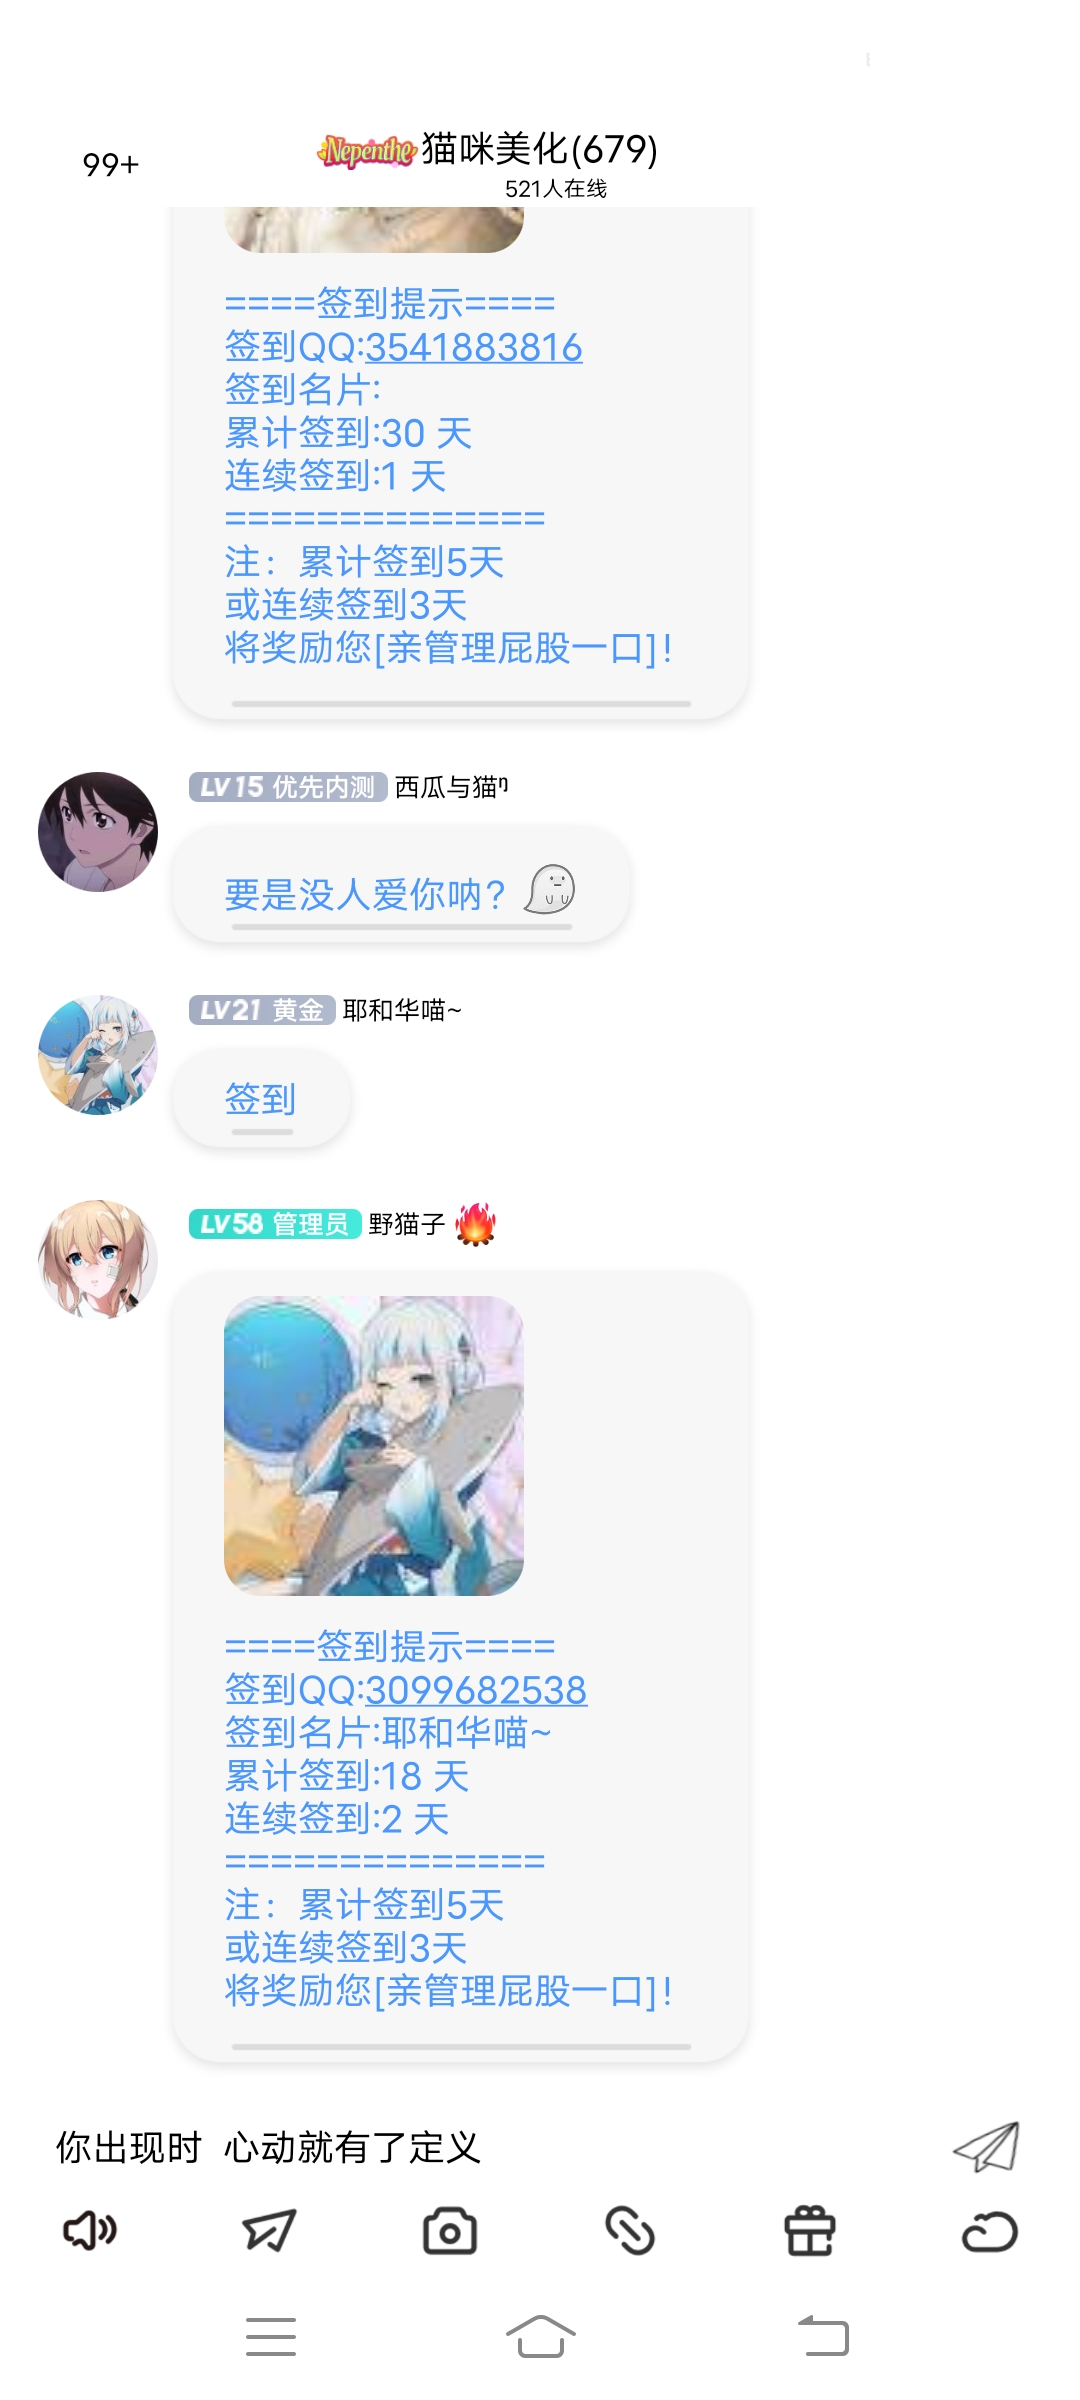 99+
Nepenthe 猫咪美化(679)
521人在线
====签到提示====
签到QQ:3541883816
签到名片:
累计签到:30 天
连续签到:1 天
==============
注：累计签到5天
或连续签到3天
将奖励您[亲管理屁股一口]!
LV15 优先内测 西瓜与猫
要是没人爱你呐?
LV21 黄金 耶和华喵~
签到
LV58 管理员 野猫子
====签到提示====
签到QQ:3099682538
签到名片:耶和华喵~
累计签到:18 天
连续签到:2 天
==============
注：累计签到5天
或连续签到3天
将奖励您[亲管理屁股一口]!
你出现时 心动就有了定义